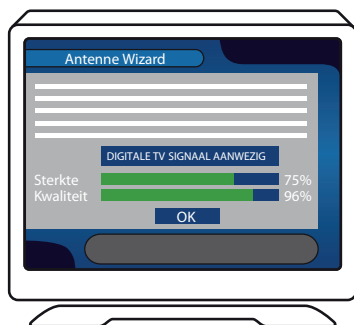 Antenne Wizard
DIGITALE TV SIGNAAL AANWEZIG
Sterkte 75%
Kwaliteit 96%
OK